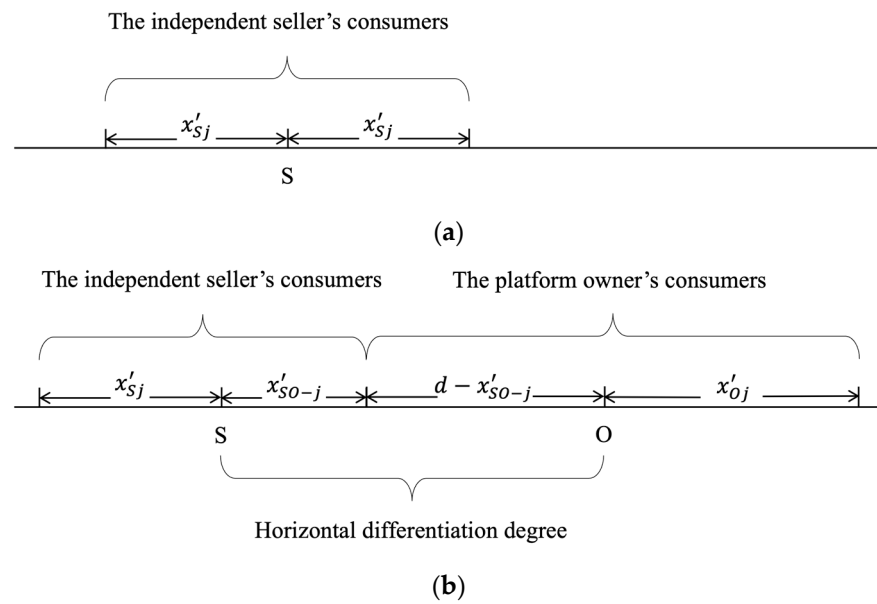 The independent seller's consumers
x′Sj x′Sj
S
(a)
The independent seller's consumers The platform owner's consumers
x′Sj x′SO−j d − x′SO−j x′Oj
S O
Horizontal differentiation degree
(b)